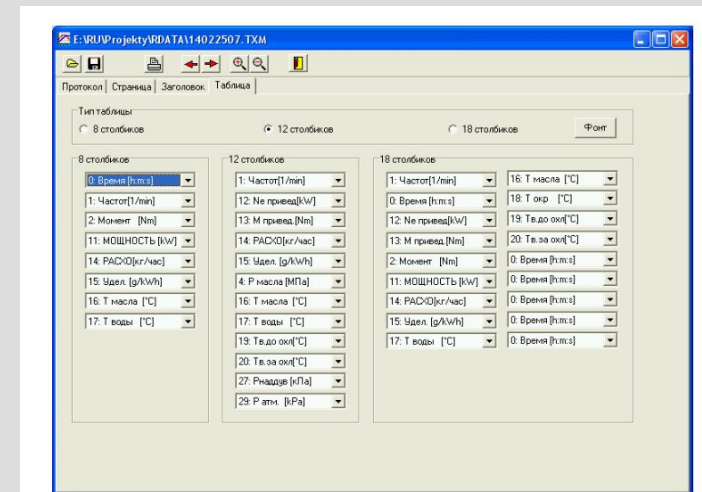 E:\RU\Projekty\RDATA\14022507.TXM
Протокол Страница Заголовок Таблица
Тип таблицы
8 столбиков 12 столбиков 18 столбиков Фонт
8 столбиков
0: Время [h:m:s]
1: Частот[1/min]
2: Момент [Nm]
11: МОЩНОСТЬ [kW]
14: РАСХО[кг/час]
15: Удел. [g/kWh]
16: Т масла [°C]
17: Т воды [°C]
12 столбиков
1: Частот[1/min]
12: Ne привед[kW]
13: М привед.[Nm]
14: РАСХО[кг/час]
15: Удел. [g/kWh]
4: Р масла [МПа]
16: Т масла [°C]
17: Т воды [°C]
19: Тв.до охл[°C]
20: Тв.за охл[°C]
27: Рнаддув [кПа]
29: Р атм. [kPa]
18 столбиков
1: Частот[1/min]
0: Время [h:m:s]
12: Ne привед[kW]
13: М привед.[Nm]
2: Момент [Nm]
11: МОЩНОСТЬ [kW]
14: РАСХО[кг/час]
15: Удел. [g/kWh]
17: Т воды [°C]
16: Т масла [°C]
18: Т окр [°C]
19: Тв.до охл[°C]
20: Тв.за охл[°C]
0: Время [h:m:s]
0: Время [h:m:s]
0: Время [h:m:s]
0: Время [h:m:s]
0: Время [h:m:s]